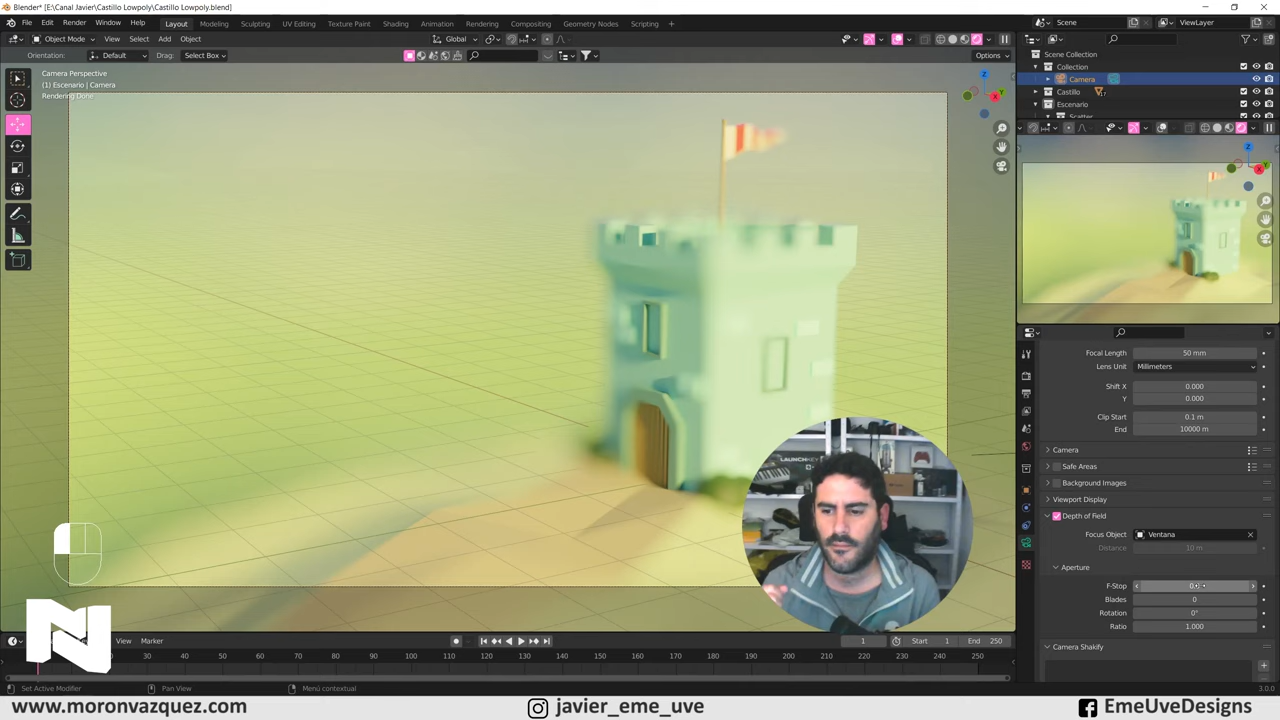 Blender* [E:\Canal Javier\Castillo Lowpoly\Castillo Lowpoly.blend]
File Edit Render Window Help Layout Modeling Sculpting UV Editing Texture Paint Shading Animation Rendering Compositing Geometry Nodes Scripting Scene ViewLayer
Object Mode View Select Add Object Global
Orientation: Default Drag: Select Box Options
Camera Perspective
(1) Escenario | Camera
Rendering Done
Scene Collection
Collection
Camera
Castillo
Escenario
Scatter
Z
Y
X
Z
Y
X
Focal Length 50 mm
Lens Unit Millimeters
Shift X 0.000
Y 0.000
Clip Start 0.1 m
End 10000 m
Camera
Safe Areas
Background Images
Viewport Display
Depth of Field
Focus Object Ventana
Distance 10 m
Aperture
F-Stop
Blades 0
Rotation 0°
Ratio 1.000
Camera Shakify
LAUNCHKEY
N
View Marker 1 Start 1 End 250
20 30 40 50 60 70 80 90 100 110 120 130 140 150 160 170 180 190 200 210 220 230 240 250
Set Active Modifier Pan View Menú contextual 3.0.0
www.moronvazquez.com javier_eme_uve EmeUveDesigns